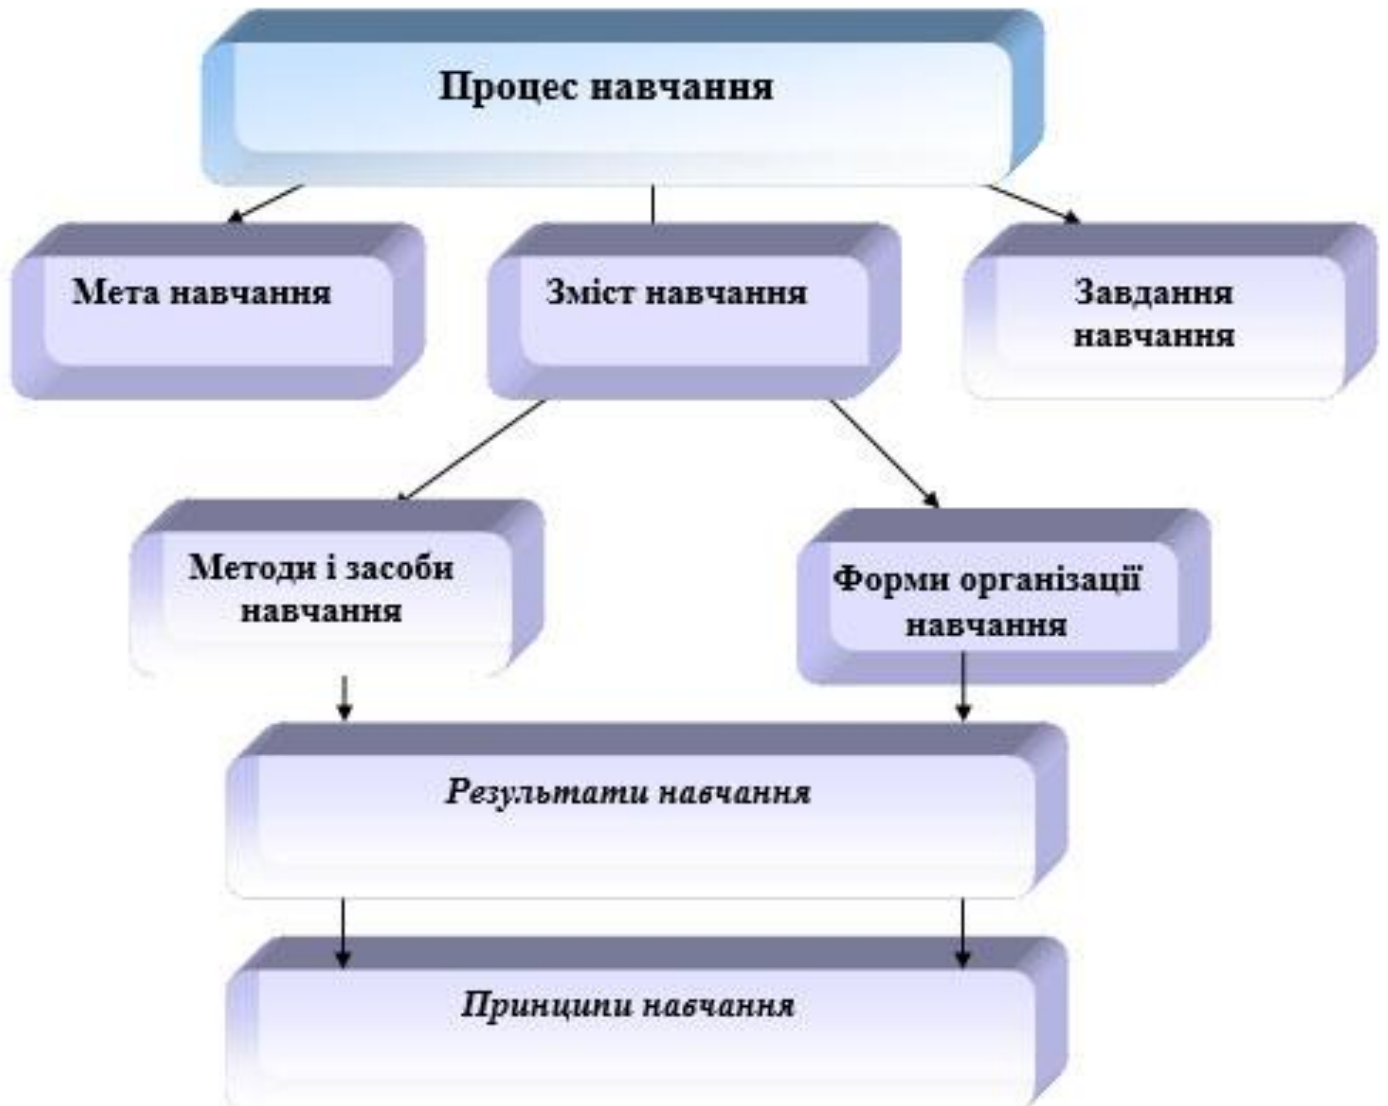 Процес навчання
Мета навчання
Зміст навчання
Завдання
навчання
Методи і засоби
навчання
Форми організації
навчання
Результати навчання
Принципи навчання